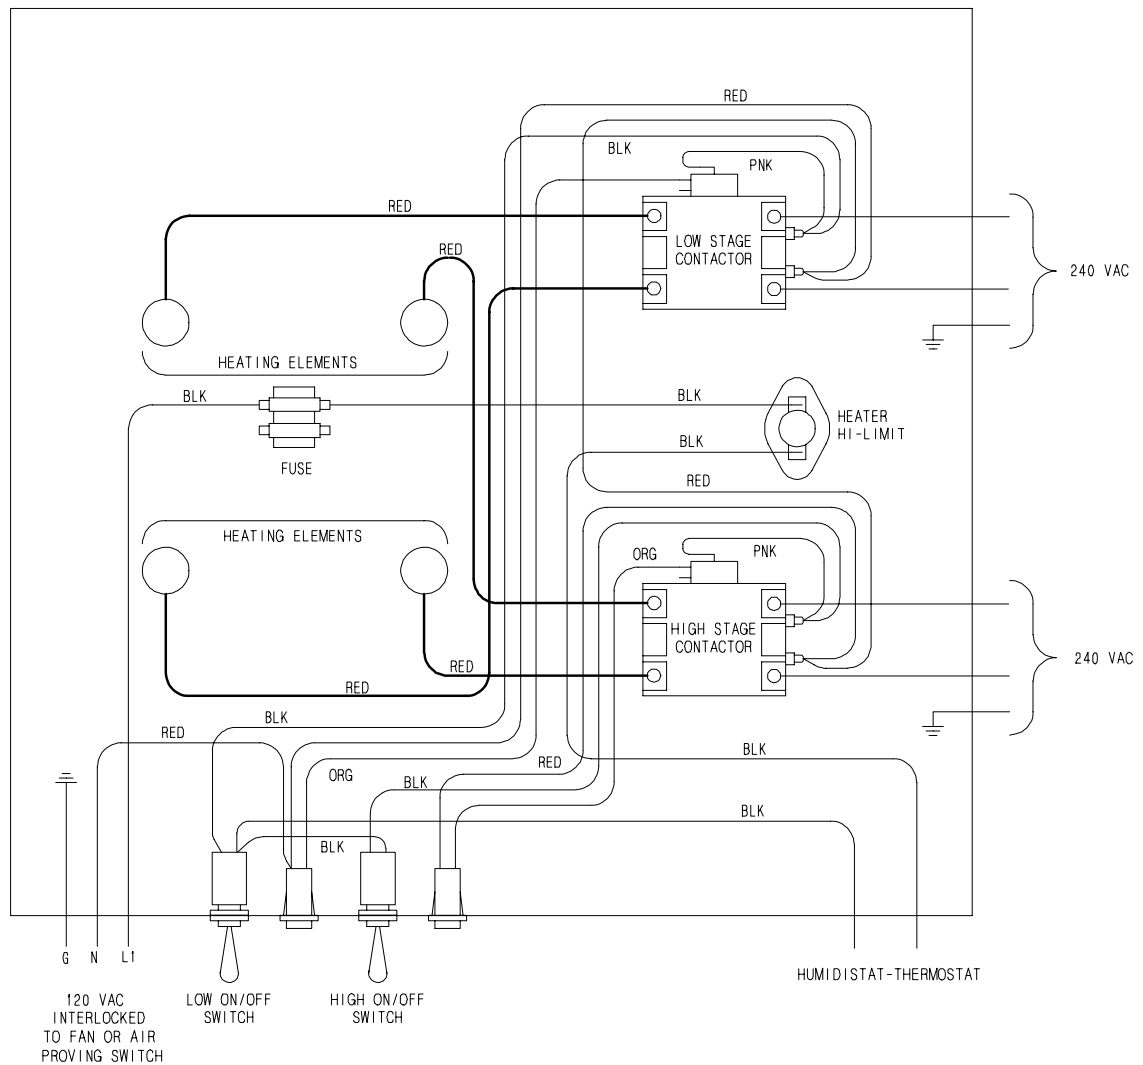 RED
BLK
PNK
RED
RED
LOW STAGE
CONTACTOR
240 VAC
HEATING ELEMENTS
BLK
BLK
HEATER
HI-LIMIT
BLK
FUSE
RED
HEATING ELEMENTS
ORG
PNK
HIGH STAGE
CONTACTOR
240 VAC
RED
RED
BLK
RED
BLK
RED
ORG
BLK
BLK
BLK
G
N
L1
HUMIDISTAT-THERMOSTAT
120 VAC
INTERLOCKED
TO FAN OR AIR
PROVING SWITCH
LOW ON/OFF
SWITCH
HIGH ON/OFF
SWITCH